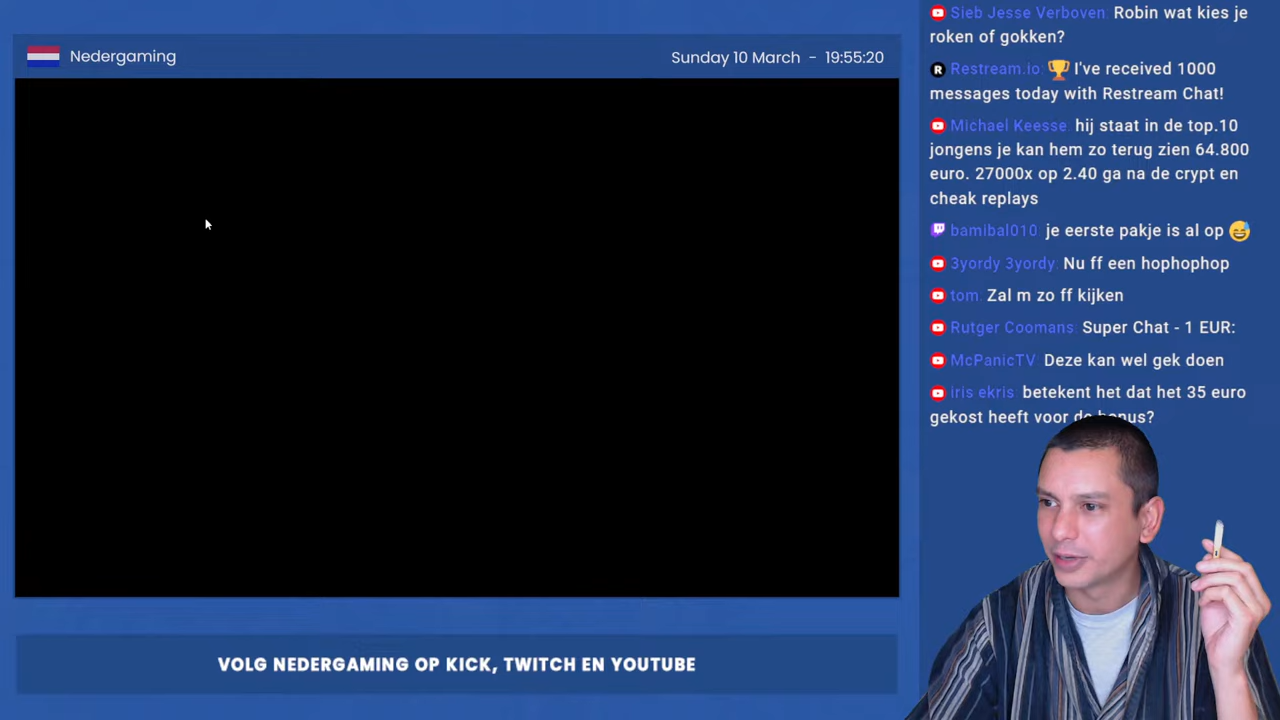 Nedergaming
Sunday 10 March - 19:55:20
VOLG NEDERGAMING OP KICK, TWITCH EN YOUTUBE
Sieb Jesse Verboven: Robin wat kies je
roken of gokken?
Restream.io: 🏆 I've received 1000
messages today with Restream Chat!
Michael Keesse: hij staat in de top.10
jongens je kan hem zo terug zien 64.800
euro. 27000x op 2.40 ga na de crypt en
cheak replays
bamibal010: je eerste pakje is al op 😅
3yordy 3yordy: Nu ff een hophophop
tom: Zal m zo ff kijken
Rutger Coomans: Super Chat - 1 EUR:
McPanicTV: Deze kan wel gek doen
iris ekris: betekent het dat het 35 euro
gekost heeft voor de bonus?